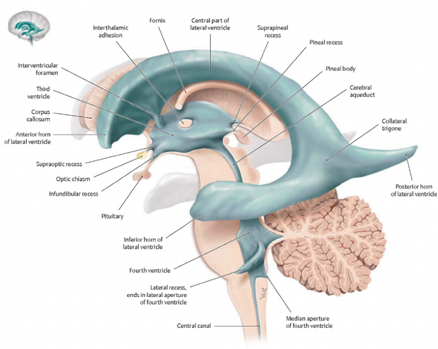 Interthalamic
adhesion
Fornix
Central part of
lateral ventricle
Suprapineal
recess
Pineal recess
Pineal body
Cerebral
aqueduct
Interventricular
foramen
Third
ventricle
Corpus
callosum
Anterior horn
of lateral ventricle
Collateral
trigone
Supraoptic recess
Optic chiasm
Infundibular recess
Pituitary
Posterior horn
of lateral ventricle
Inferior horn of
lateral ventricle
Fourth ventricle
Lateral recess,
ends in lateral aperture
of fourth ventricle
Central canal
Median aperture
of fourth ventricle